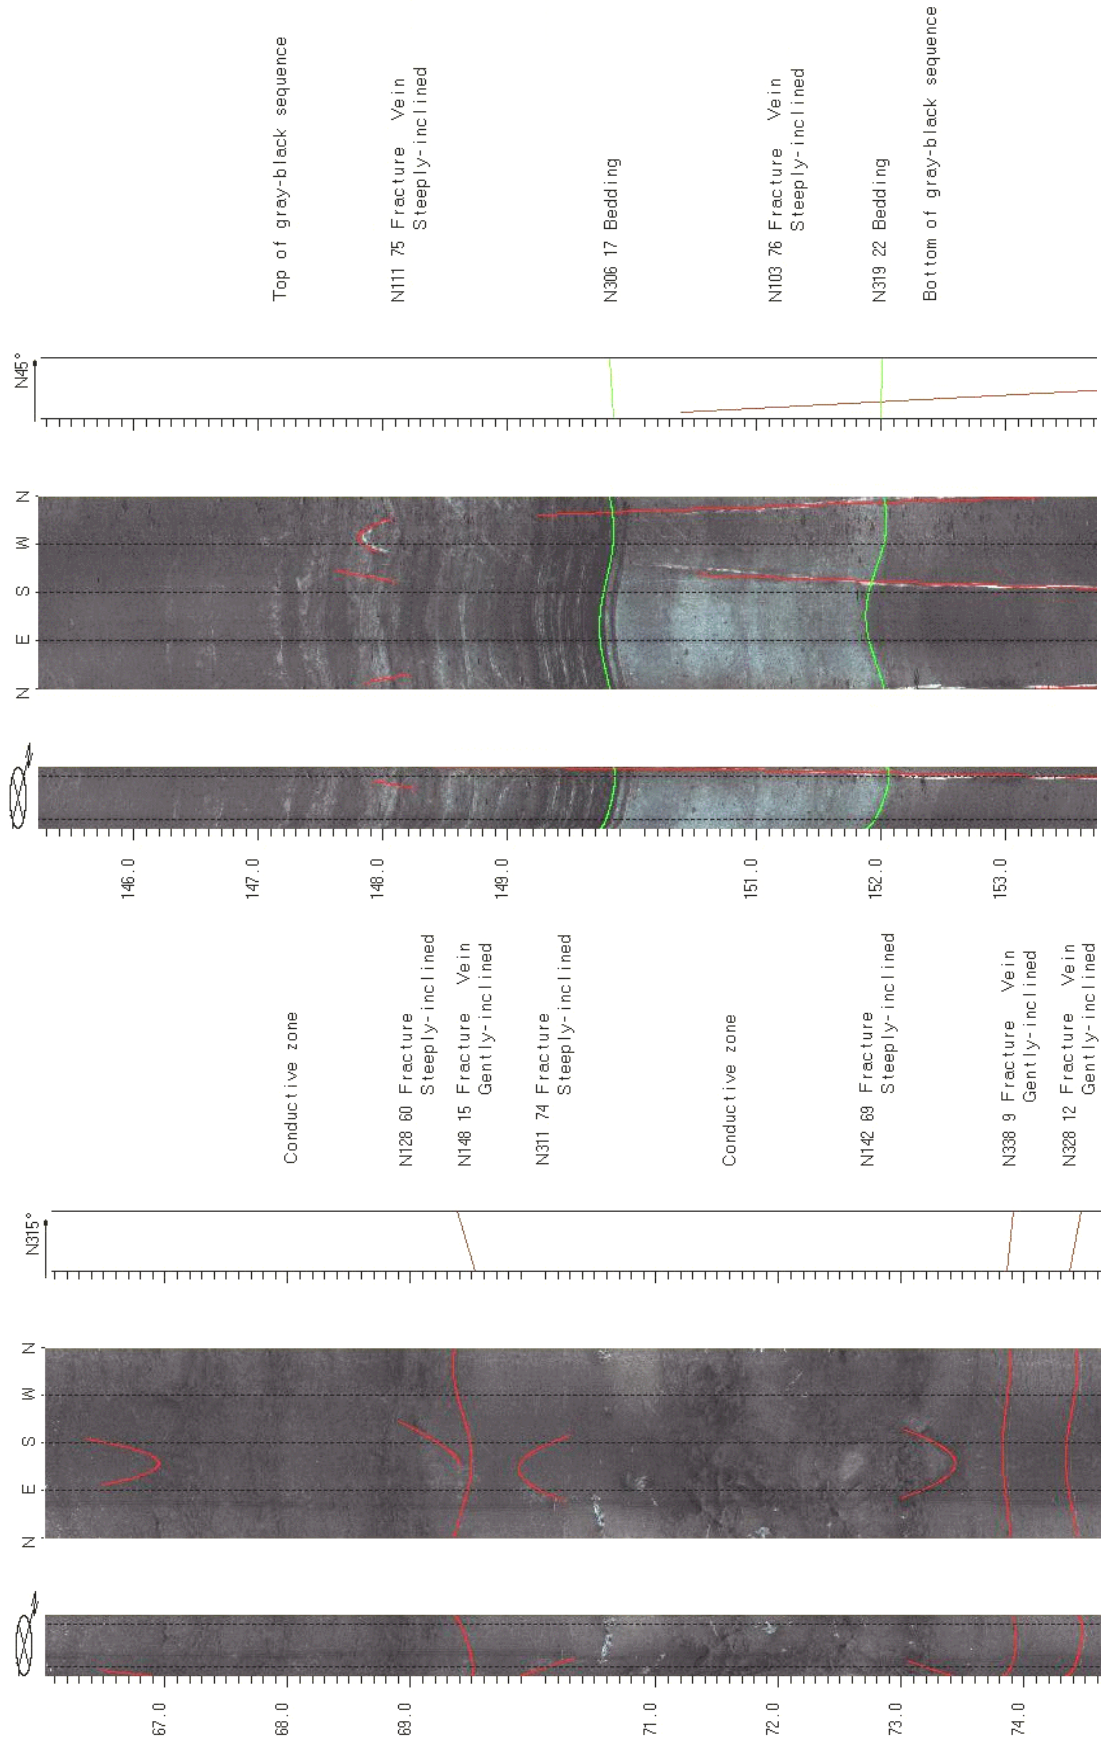 N
E
S
W
N
N45°
146.0
147.0
148.0
149.0
151.0
152.0
153.0
Top of gray-black sequence
N111 75 Fracture Vein
Steeply-inclined
N306 17 Bedding
N103 76 Fracture Vein
Steeply-inclined
N319 22 Bedding
Bottom of gray-black sequence
N
E
S
W
N
N315°
67.0
68.0
69.0
71.0
72.0
73.0
74.0
Conductive zone
N128 60 Fracture
Steeply-inclined
N148 15 Fracture Vein
Gently-inclined
N311 74 Fracture
Steeply-inclined
Conductive zone
N142 69 Fracture
Steeply-inclined
N338 9 Fracture Vein
Gently-inclined
N328 12 Fracture Vein
Gently-inclined